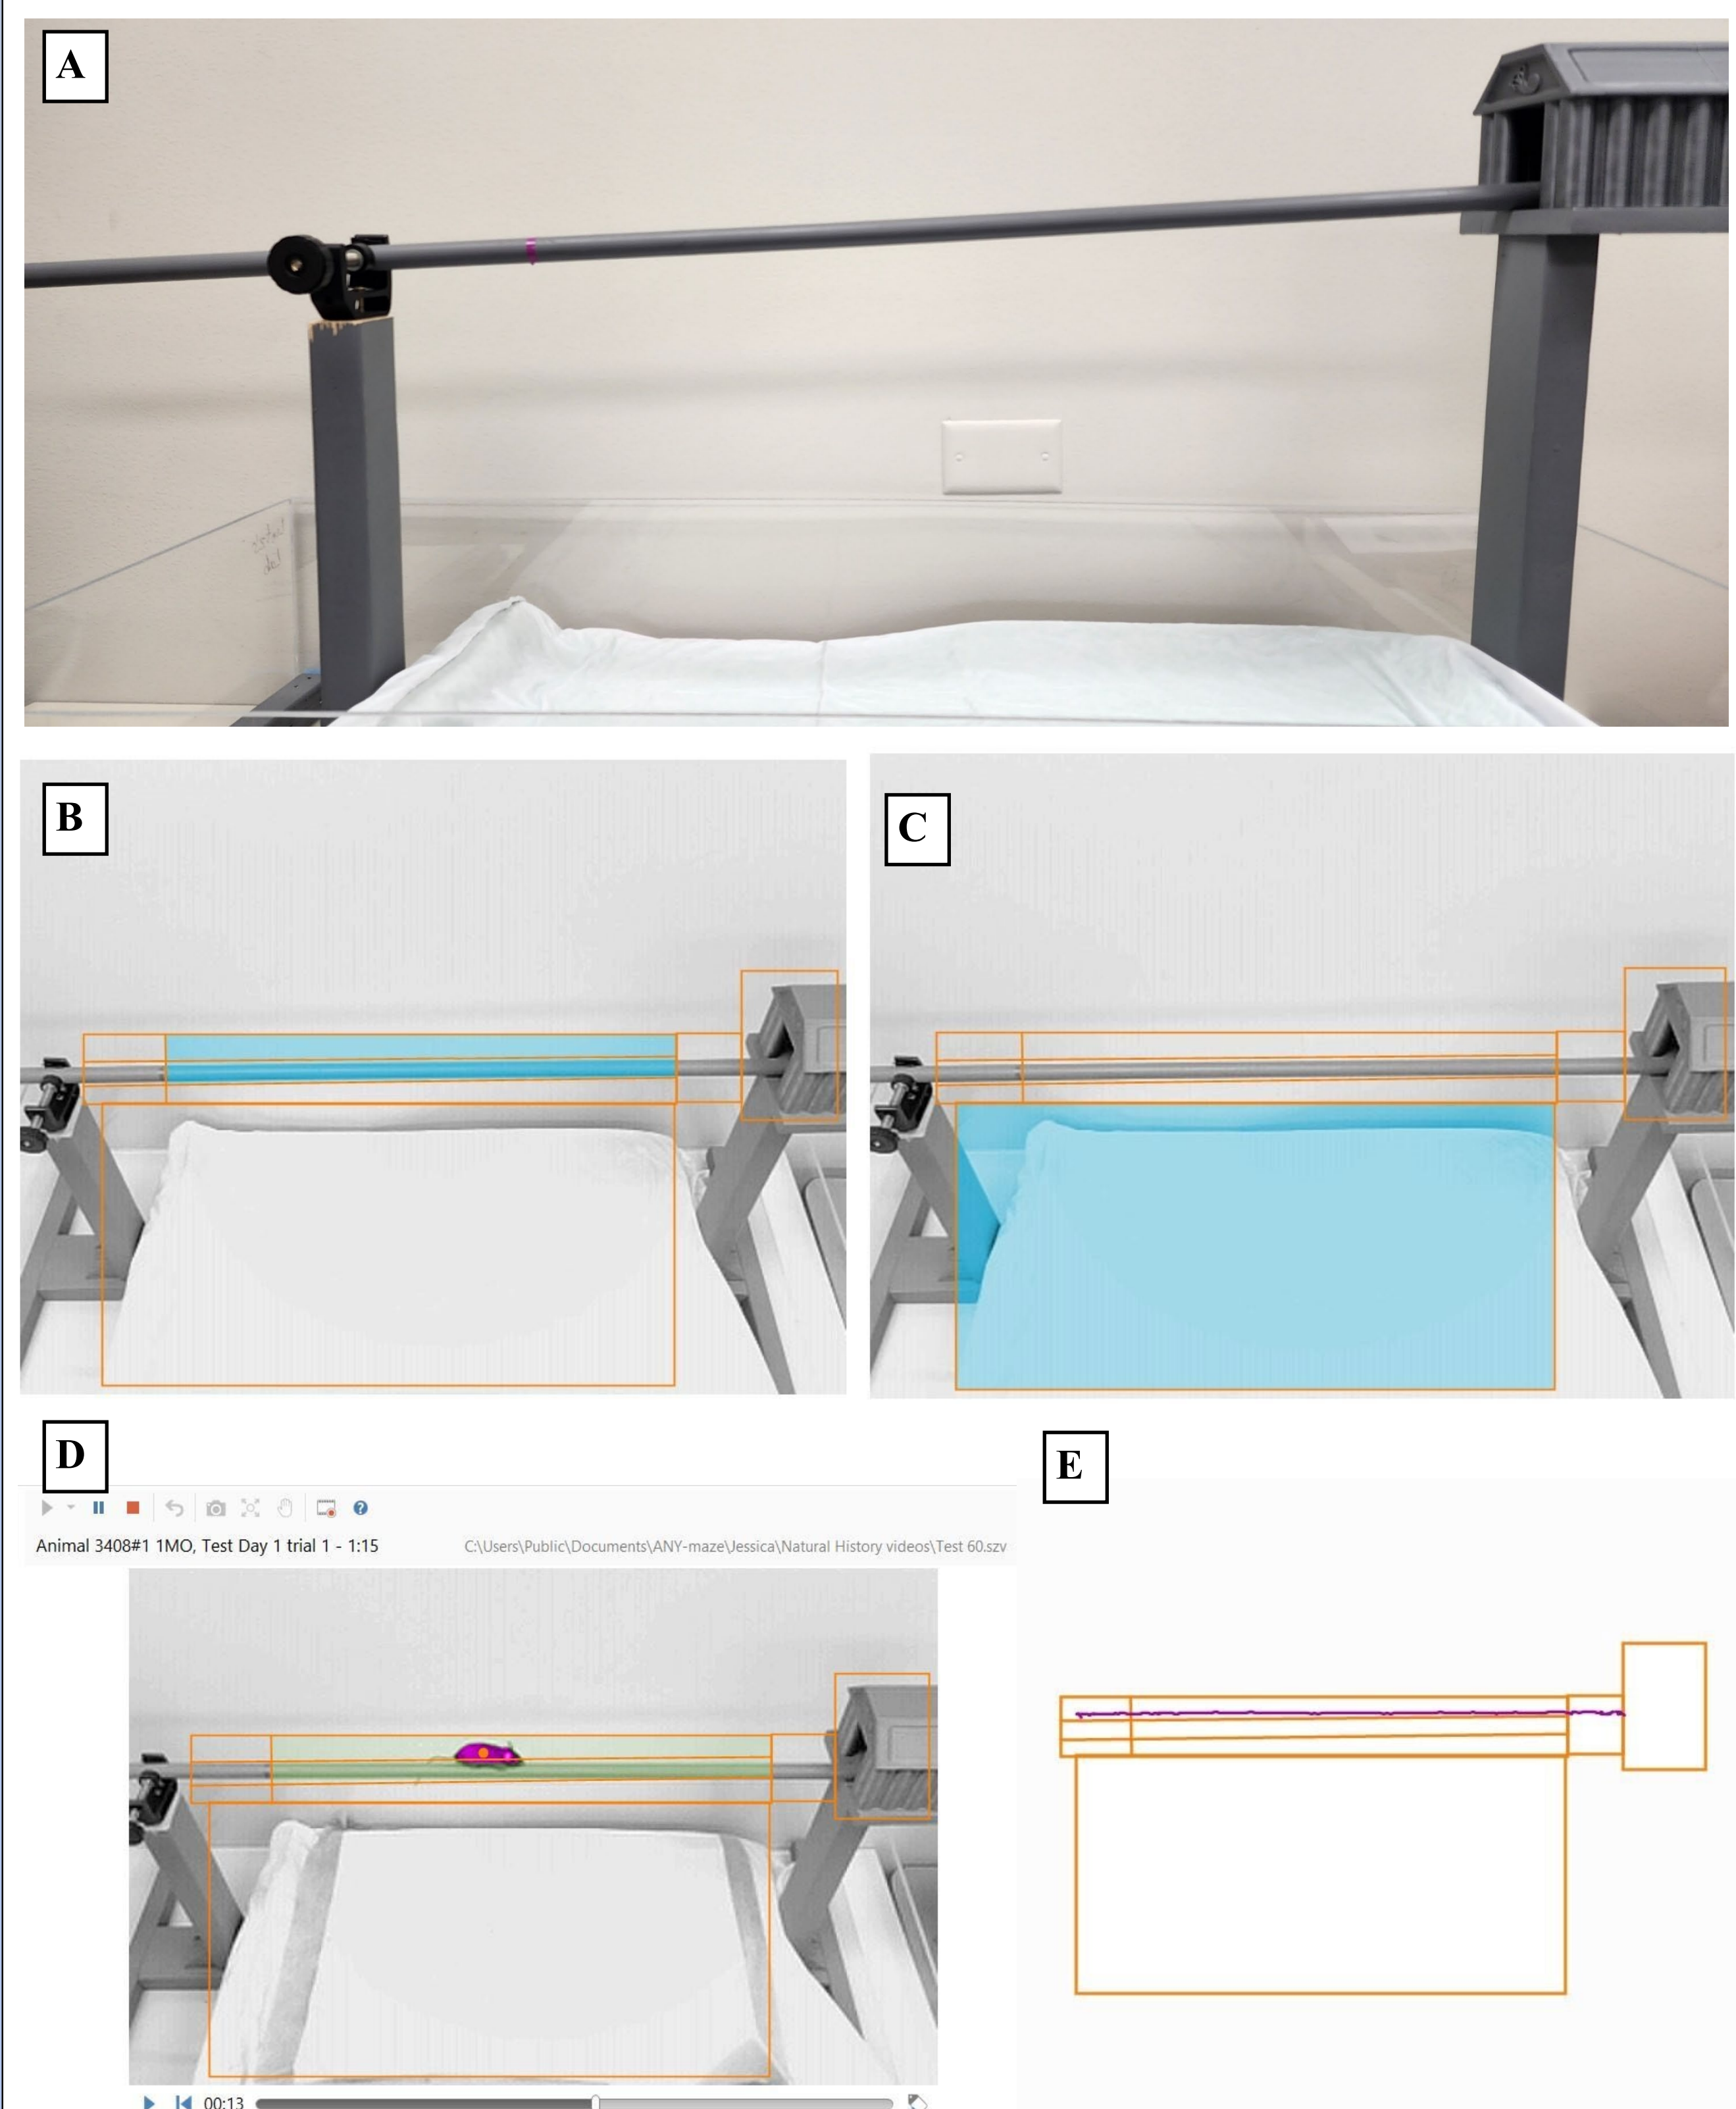 A
B
C
D
E
Animal 3408#1 1MO, Test Day 1 trial 1 - 1:15
C:\Users\Public\Documents\ANY-maze\Jessica\Natural History videos\Test 60.szv
00:13